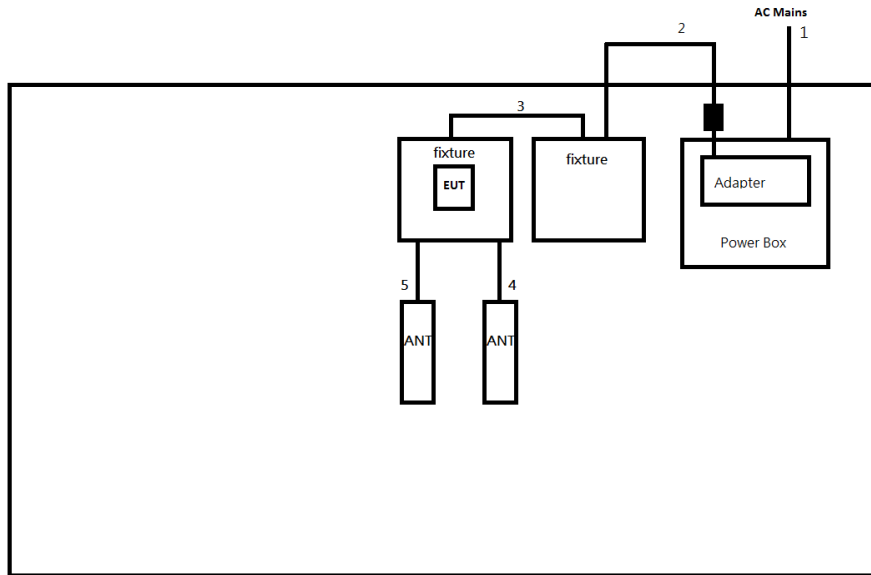 AC Mains
1
2
3
fixture
EUT
fixture
Adapter
Power Box
5
4
ANT
ANT